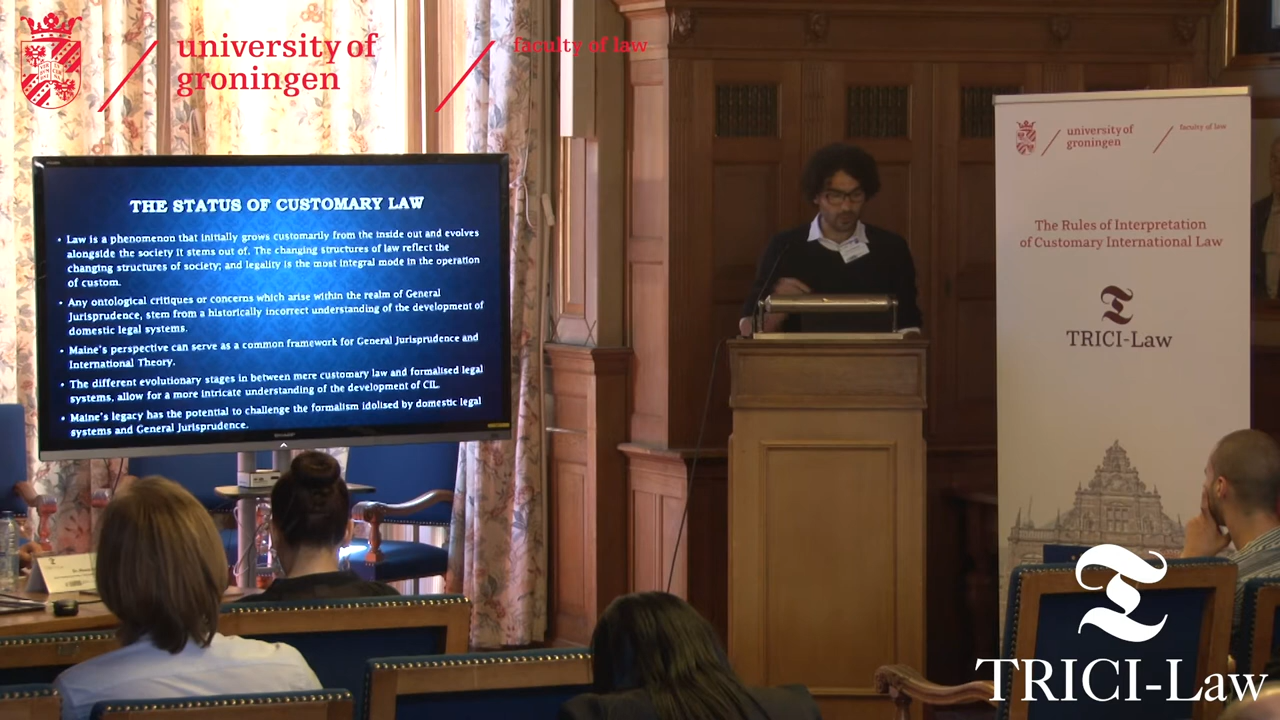 university of
groningen
faculty of law
THE STATUS OF CUSTOMARY LAW
• Law is a phenomenon that initially grows customarily from the inside out and evolves
alongside the society it stems out of. The changing structures of law reflect the
changing structures of society; and legality is the most integral mode in the operation
of custom.
• Any ontological critiques or concerns which arise within the realm of General
Jurisprudence, stem from a historically incorrect understanding of the development of
domestic legal systems.
• Maine's perspective can serve as a common framework for General Jurisprudence and
International Theory.
• The different evolutionary stages in between mere customary law and formalised legal
systems, allow for a more intricate understanding of the development of CIL.
• Maine's legacy has the potential to challenge the formalism idolised by domestic legal
systems and General Jurisprudence.
SHARP
university of
groningen
faculty of law
The Rules of Interpretation
of Customary International Law
TRICI-Law
TRICI-Law